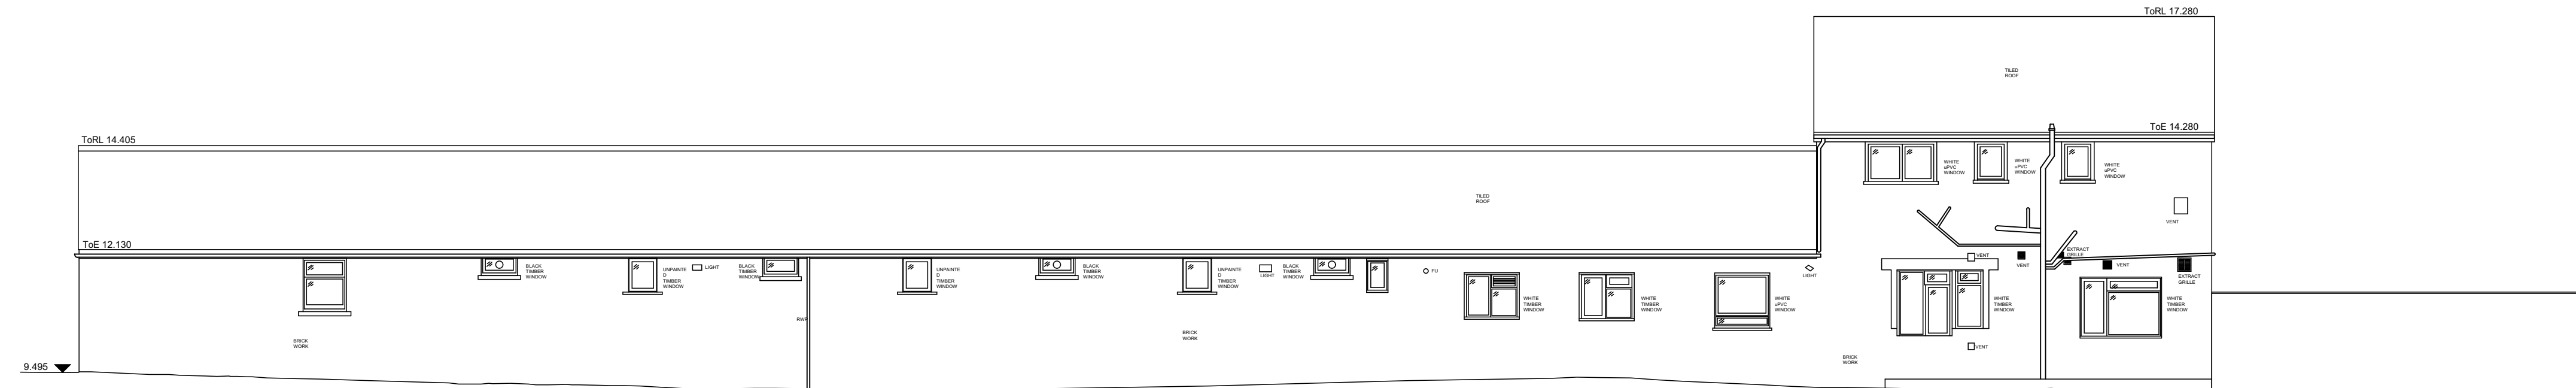 ToRL 17.280
TILED
ROOF
ToE 14.280
ToRL 14.405
WHITE
uPVC
WINDOW
WHITE
uPVC
WINDOW
WHITE
uPVC
WINDOW
TILED
ROOF
VENT
ToE 12.130
BLACK
TIMBER
WINDOW
UNPAINTE
D
TIMBER
WINDOW
LIGHT
BLACK
TIMBER
WINDOW
UNPAINTE
D
TIMBER
WINDOW
BLACK
TIMBER
WINDOW
UNPAINTE
D
TIMBER
WINDOW
LIGHT
BLACK
TIMBER
WINDOW
FU
LIGHT
VENT
VENT
EXTRACT
GRILLE
VENT
EXTRACT
GRILLE
WHITE
TIMBER
WINDOW
WHITE
TIMBER
WINDOW
WHITE
uPVC
WINDOW
WHITE
TIMBER
WINDOW
WHITE
TIMBER
WINDOW
RWP
BRICK
WORK
BRICK
WORK
VENT
BRICK
WORK
9.495